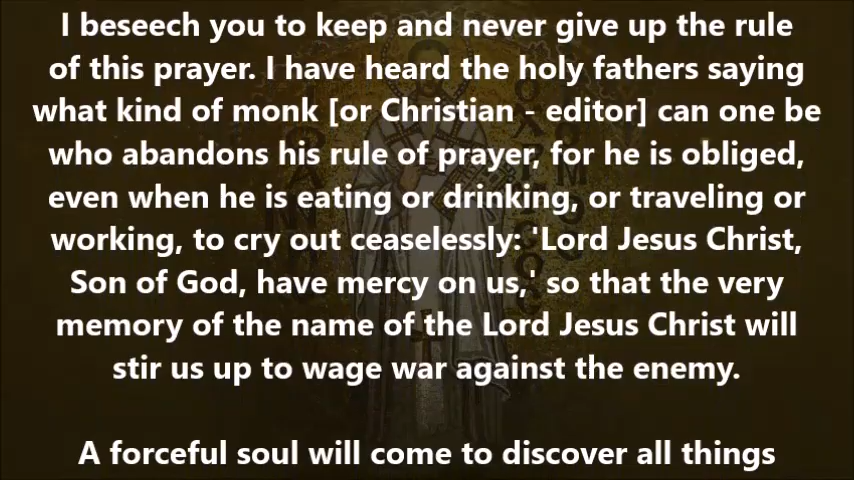 I beseech you to keep and never give up the rule
of this prayer. I have heard the holy fathers saying
what kind of monk [or Christian - editor] can one be
who abandons his rule of prayer, for he is obliged,
even when he is eating or drinking, or traveling or
working, to cry out ceaselessly: 'Lord Jesus Christ,
Son of God, have mercy on us,' so that the very
memory of the name of the Lord Jesus Christ will
stir us up to wage war against the enemy.
A forceful soul will come to discover all things